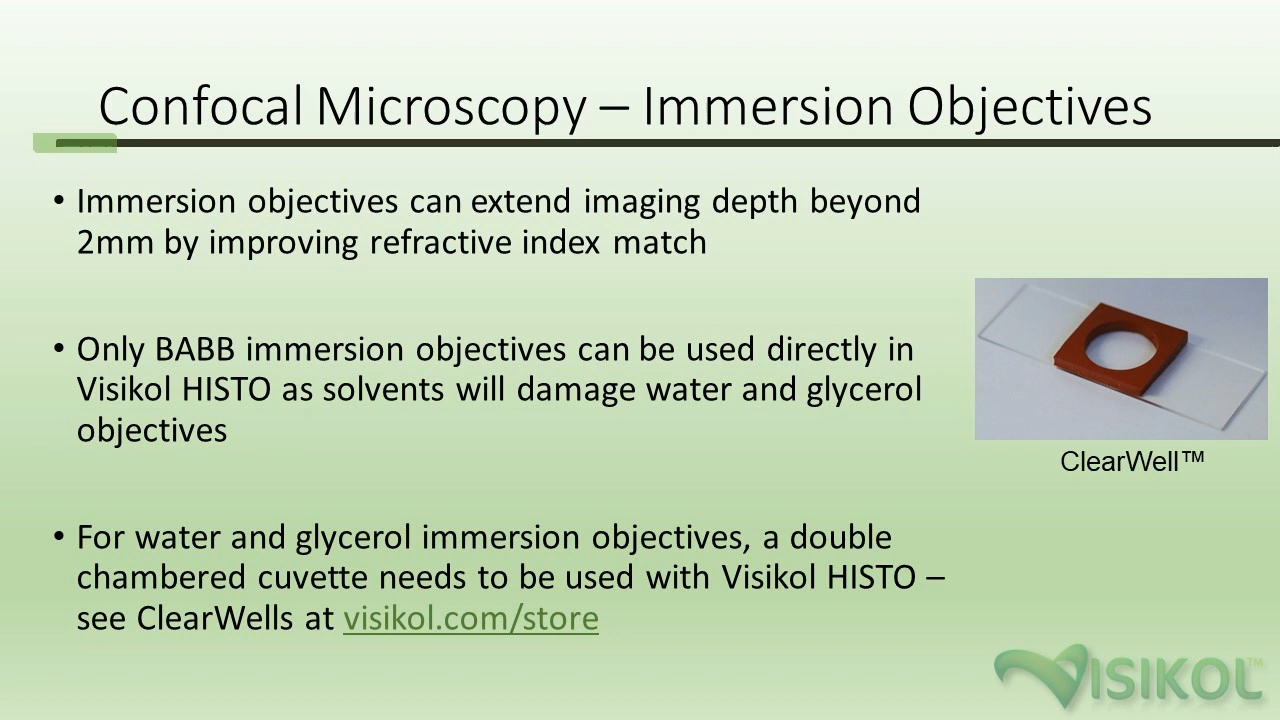 Confocal Microscopy – Immersion Objectives
• Immersion objectives can extend imaging depth beyond
2mm by improving refractive index match
• Only BABB immersion objectives can be used directly in
Visikol HISTO as solvents will damage water and glycerol
objectives
ClearWell™
• For water and glycerol immersion objectives, a double
chambered cuvette needs to be used with Visikol HISTO –
see ClearWells at visikol.com/store
VISIKOL™